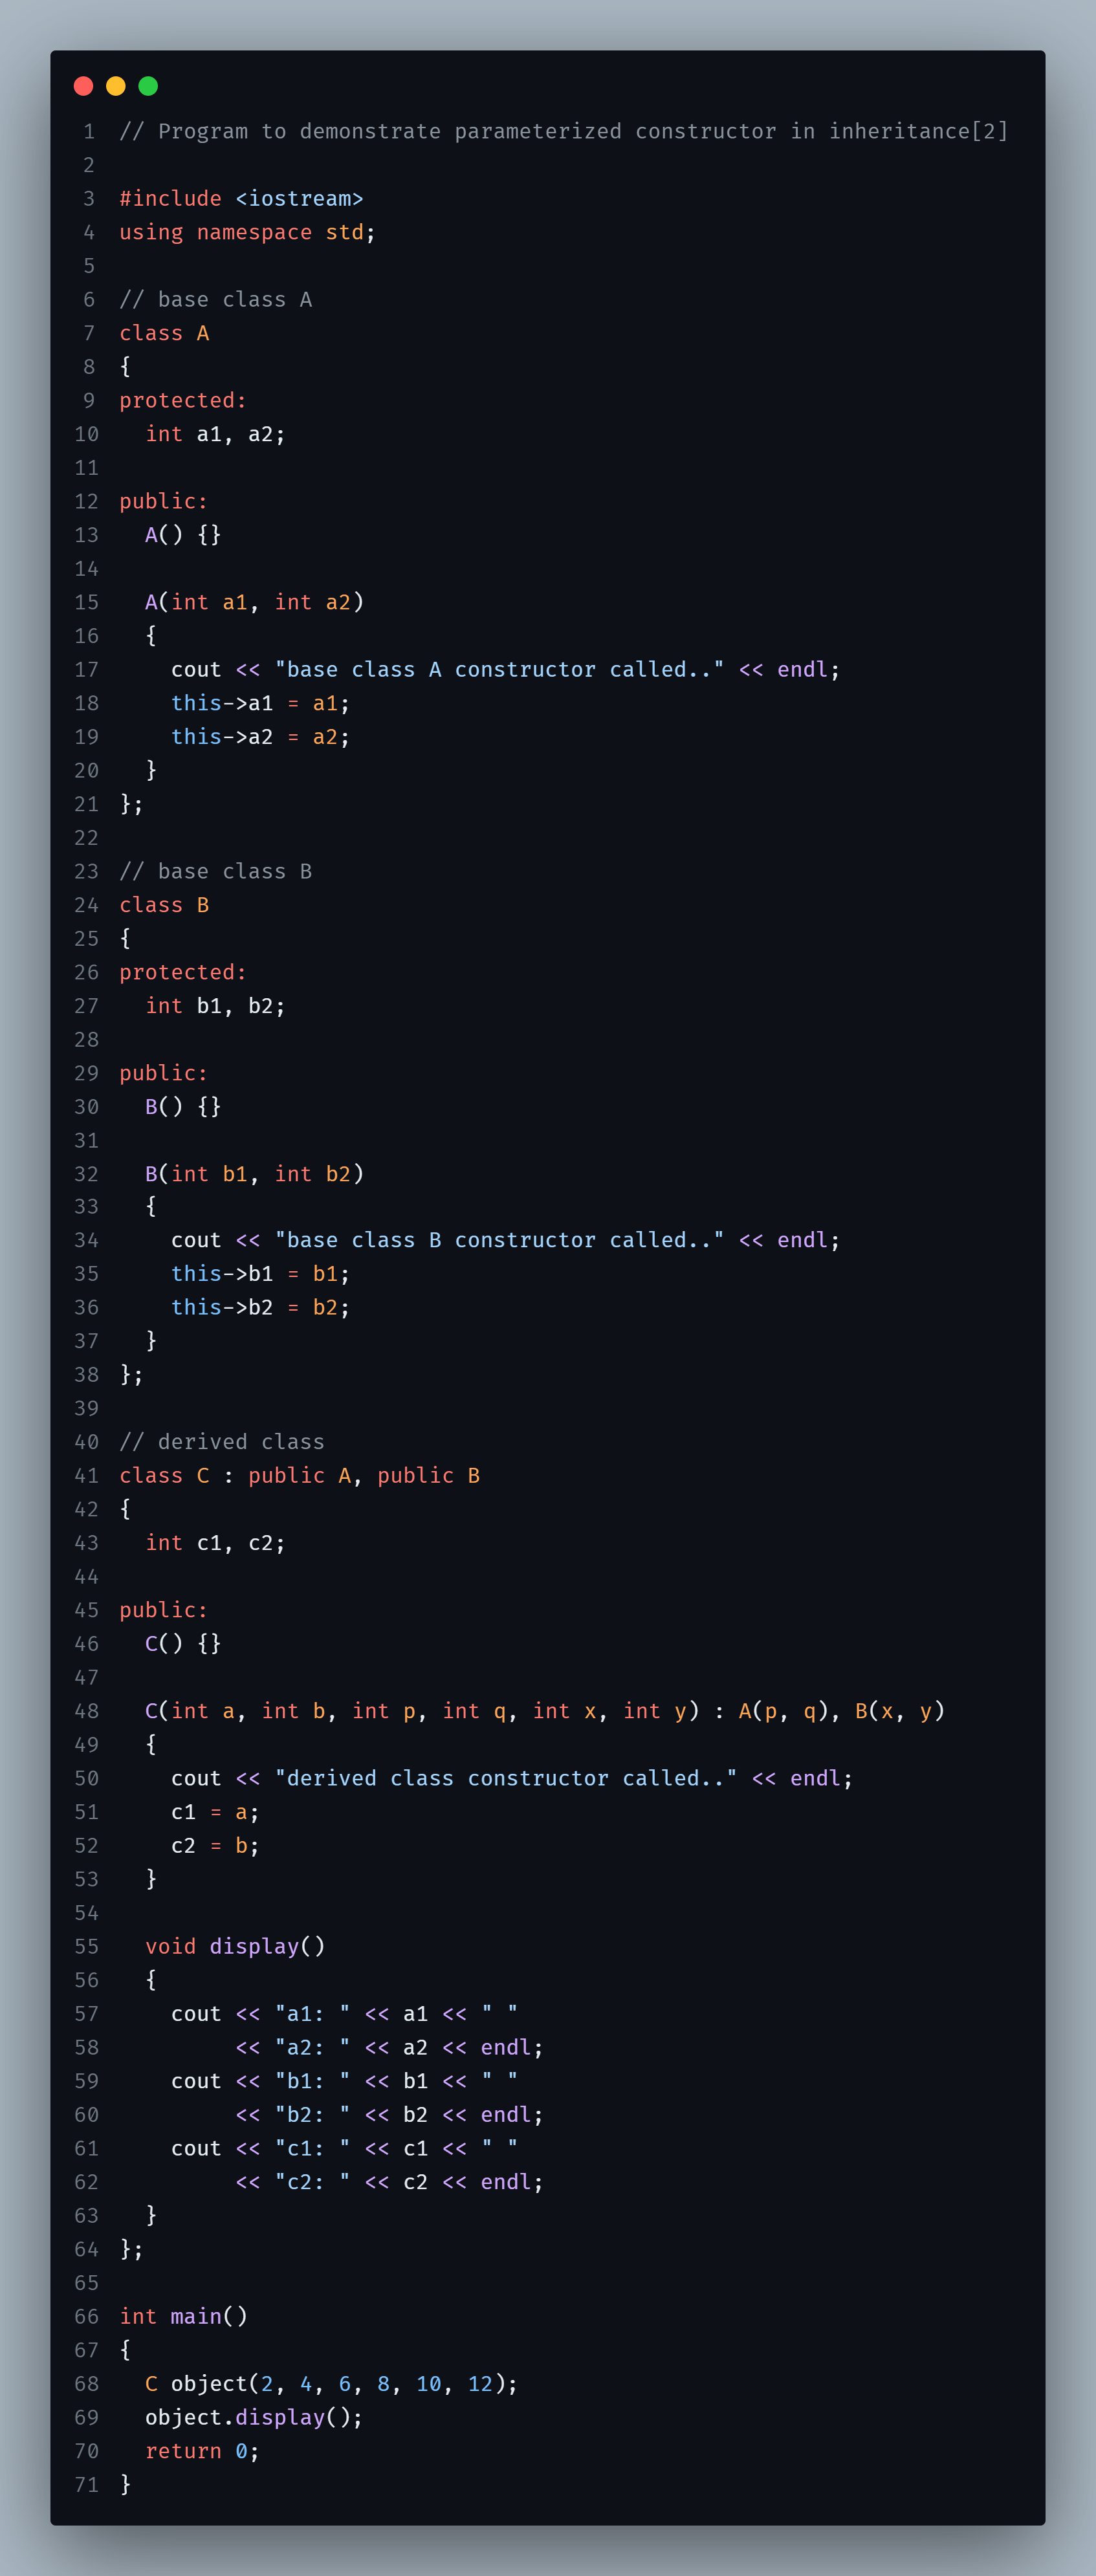 1 // Program to demonstrate parameterized constructor in inheritance[2]
2
3 #include <iostream>
4 using namespace std;
5
6 // base class A
7 class A
8 {
9 protected:
10   int a1, a2;
11
12 public:
13   A() {}
14
15   A(int a1, int a2)
16   {
17     cout << "base class A constructor called.." << endl;
18     this->a1 = a1;
19     this->a2 = a2;
20   }
21 };
22
23 // base class B
24 class B
25 {
26 protected:
27   int b1, b2;
28
29 public:
30   B() {}
31
32   B(int b1, int b2)
33   {
34     cout << "base class B constructor called.." << endl;
35     this->b1 = b1;
36     this->b2 = b2;
37   }
38 };
39
40 // derived class
41 class C : public A, public B
42 {
43   int c1, c2;
44
45 public:
46   C() {}
47
48   C(int a, int b, int p, int q, int x, int y) : A(p, q), B(x, y)
49   {
50     cout << "derived class constructor called.." << endl;
51     c1 = a;
52     c2 = b;
53   }
54
55   void display()
56   {
57     cout << "a1: " << a1 << " "
58          << "a2: " << a2 << endl;
59     cout << "b1: " << b1 << " "
60          << "b2: " << b2 << endl;
61     cout << "c1: " << c1 << " "
62          << "c2: " << c2 << endl;
63   }
64 };
65
66 int main()
67 {
68   C object(2, 4, 6, 8, 10, 12);
69   object.display();
70   return 0;
71 }